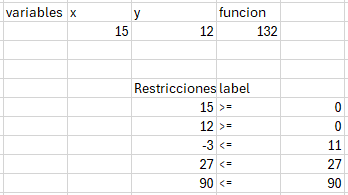 variables x y funcion
15 12 132
Restricciones label
15 >= 0
12 >= 0
-3 <= 11
27 <= 27
90 <= 90